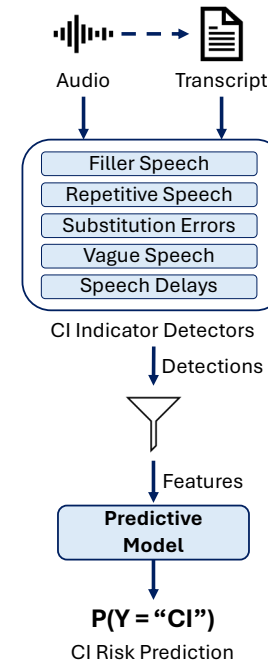 Audio
Transcript
Filler Speech
Repetitive Speech
Substitution Errors
Vague Speech
Speech Delays
CI Indicator Detectors
Detections
Features
Predictive
Model
P(Y = “CI”)
CI Risk Prediction